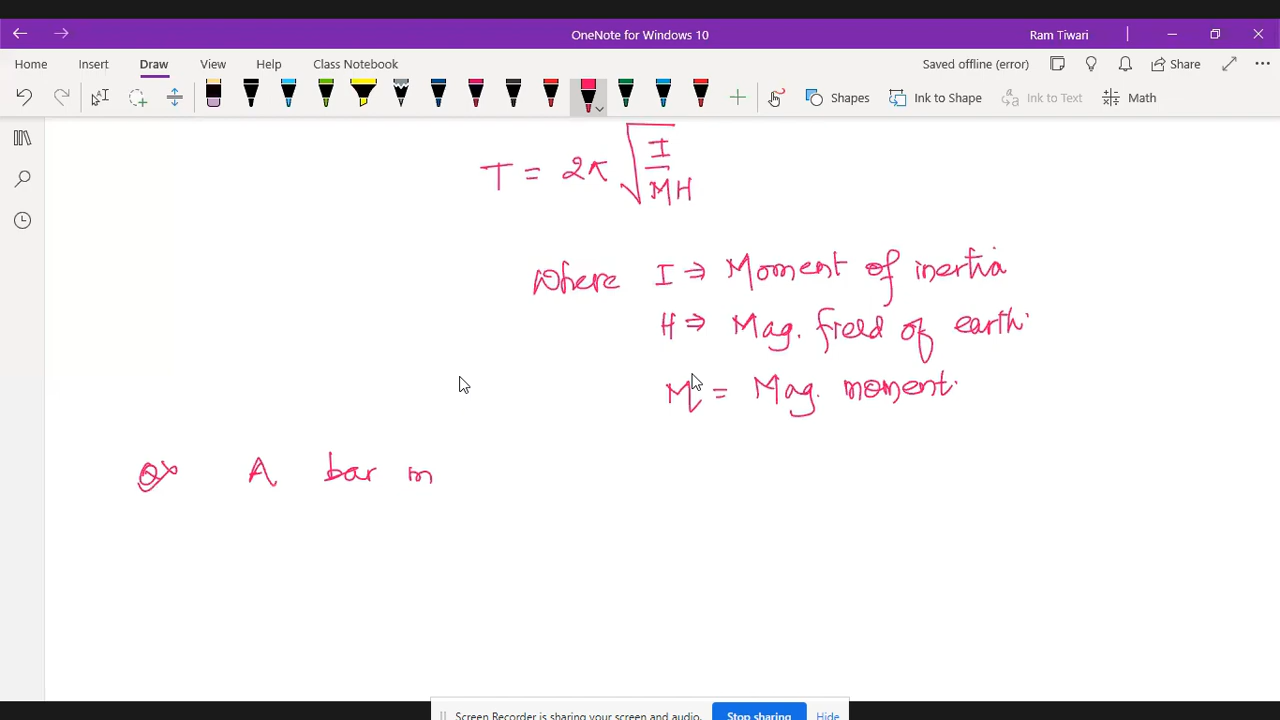 OneNote for Windows 10
Ram Tiwari
Home Insert Draw View Help Class Notebook
Saved offline (error) Share
Shapes Ink to Shape Ink to Text Math
T = 2π √(I/MH)
Where I ⇒ Moment of inertia
H ⇒ Mag. field of earth.
M = Mag. moment.
Qx A bar m
Screen Recorder is sharing your screen and audio. Stop sharing Hide